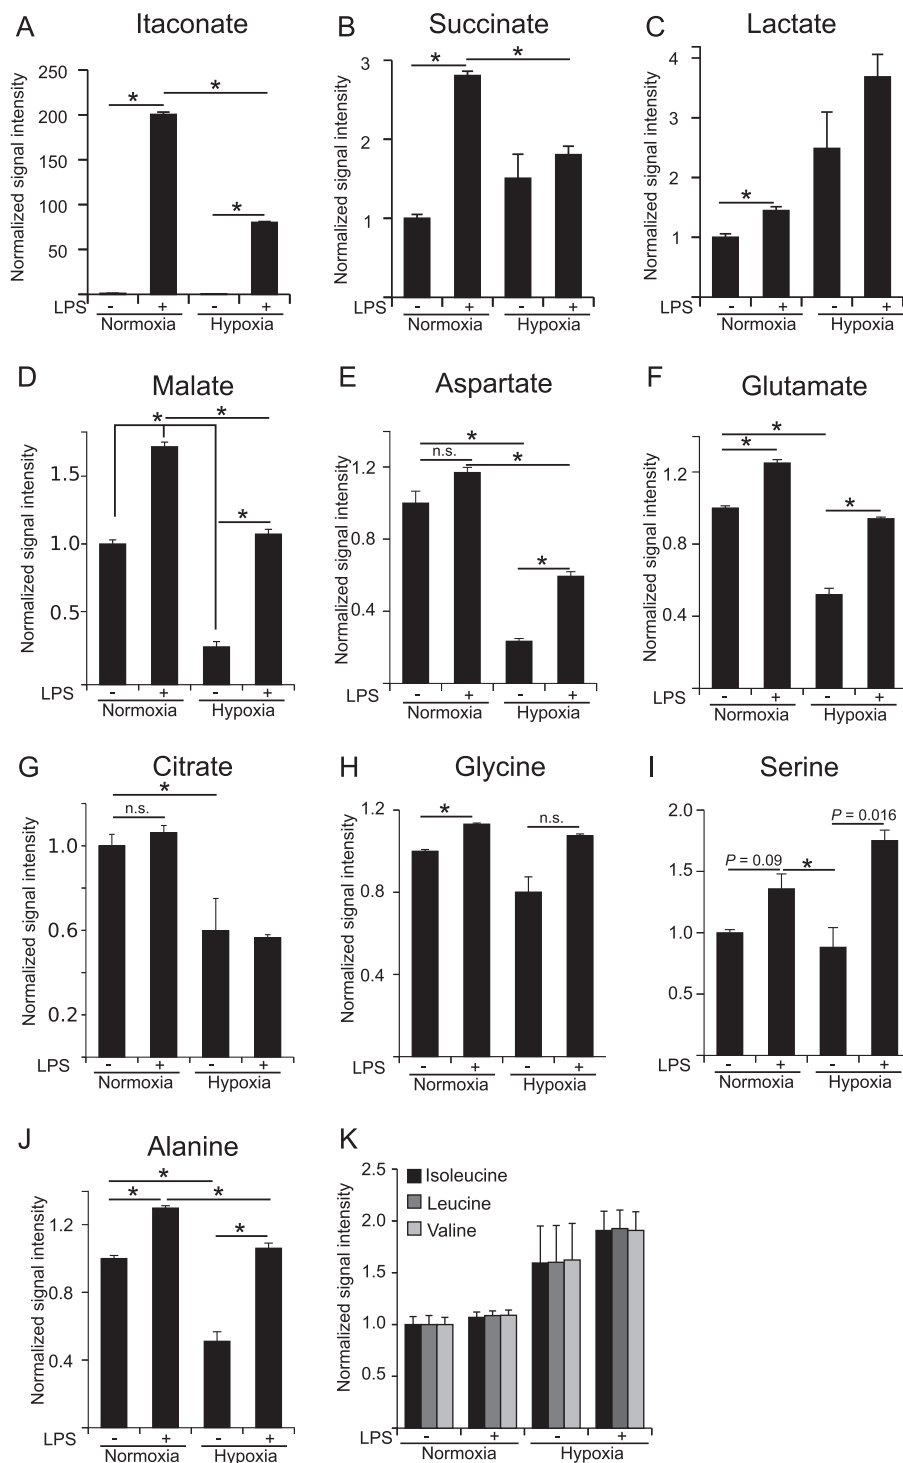 A Itaconate
Normalized signal intensity
250
200
150
100
50
* * *
LPS - + - +
Normoxia Hypoxia
B Succinate
Normalized signal intensity
3
2
1
* *
- + - +
Normoxia Hypoxia
C Lactate
Normalized signal intensity
4
3
2
1
*
- + - +
Normoxia Hypoxia
D Malate
Normalized signal intensity
1.5
1.0
0.5
* * *
LPS - + - +
Normoxia Hypoxia
E Aspartate
Normalized signal intensity
1.2
0.8
0.4
*
n.s. *
*
LPS - + - +
Normoxia Hypoxia
F Glutamate
Normalized signal intensity
1.2
0.8
0.4
* * *
LPS - + - +
Normoxia Hypoxia
G Citrate
Normalized signal intensity
1.0
0.6
0.2
*
n.s.
LPS - + - +
Normoxia Hypoxia
H Glycine
Normalized signal intensity
1.2
0.8
0.4
* n.s.
LPS - + - +
Normoxia Hypoxia
I Serine
Normalized signal intensity
2.0
1.5
1.0
0.5
P = 0.016
P = 0.09 *
LPS - + - +
Normoxia Hypoxia
J Alanine
Normalized signal intensity
1.2
0.8
0.4
*
* *
*
LPS - + - +
Normoxia Hypoxia
K
Normalized signal intensity
2.5
2.0
1.5
1.0
0.5
Isoleucine
Leucine
Valine
LPS - + - +
Normoxia Hypoxia